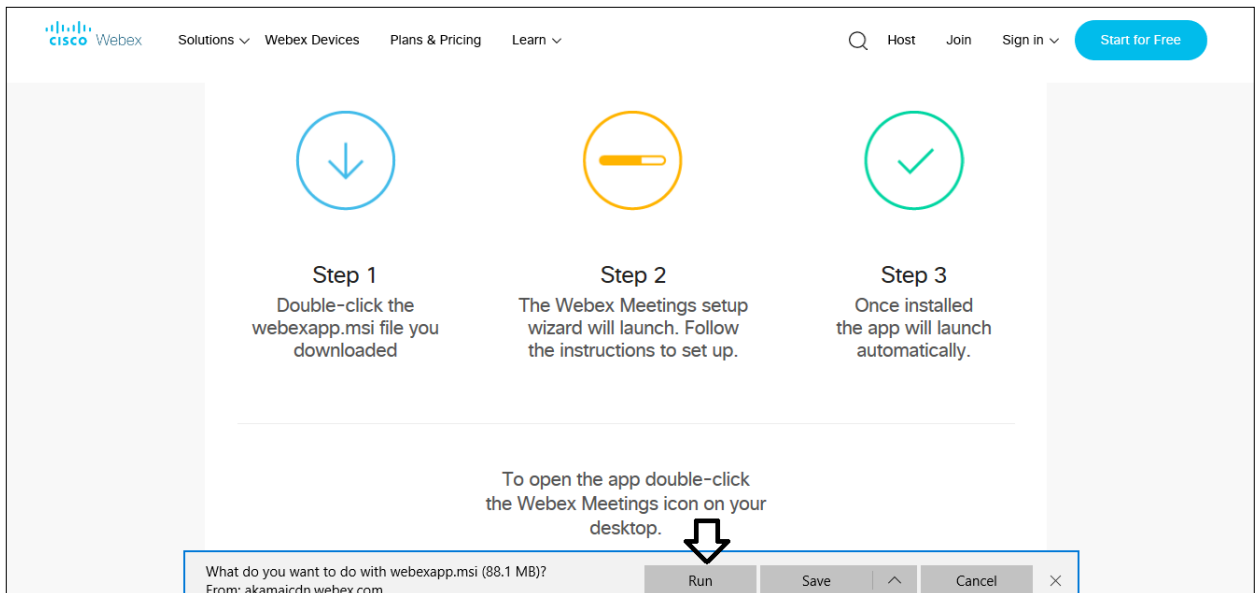 CISCO Webex Solutions Webex Devices Plans & Pricing Learn Host Join Sign in Start for Free
Step 1
Double-click the
webexapp.msi file you
downloaded
Step 2
The Webex Meetings setup
wizard will launch. Follow
the instructions to set up.
Step 3
Once installed
the app will launch
automatically.
To open the app double-click
the Webex Meetings icon on your
desktop.
What do you want to do with webexapp.msi (88.1 MB)?
From: akamaicdn.webex.com
Run Save Cancel